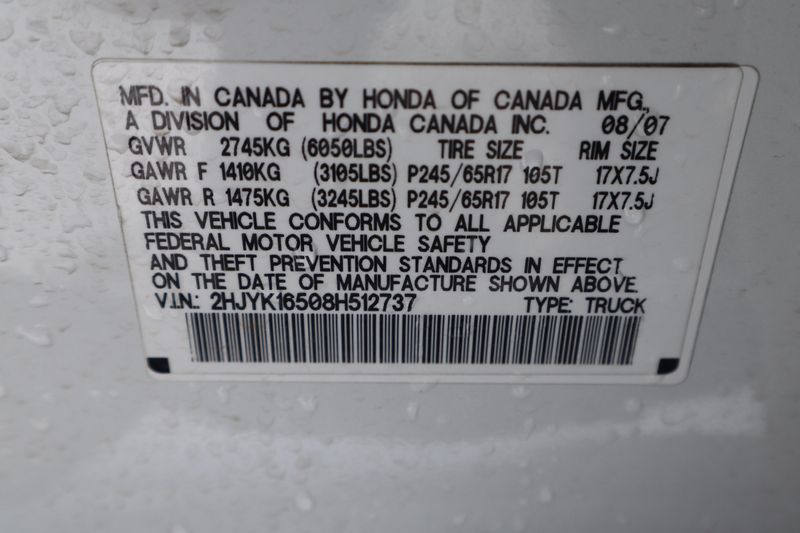 MFD. IN CANADA BY HONDA OF CANADA MFG.,
A DIVISION OF HONDA CANADA INC. 08/07
GVWR 2745KG (6050LBS) TIRE SIZE RIM SIZE
GAWR F 1410KG (3105LBS) P245/65R17 105T 17X7.5J
GAWR R 1475KG (3245LBS) P245/65R17 105T 17X7.5J
THIS VEHICLE CONFORMS TO ALL APPLICABLE
FEDERAL MOTOR VEHICLE SAFETY
AND THEFT PREVENTION STANDARDS IN EFFECT
ON THE DATE OF MANUFACTURE SHOWN ABOVE.
V.I.N.: 2HJYK16508H512737 TYPE: TRUCK